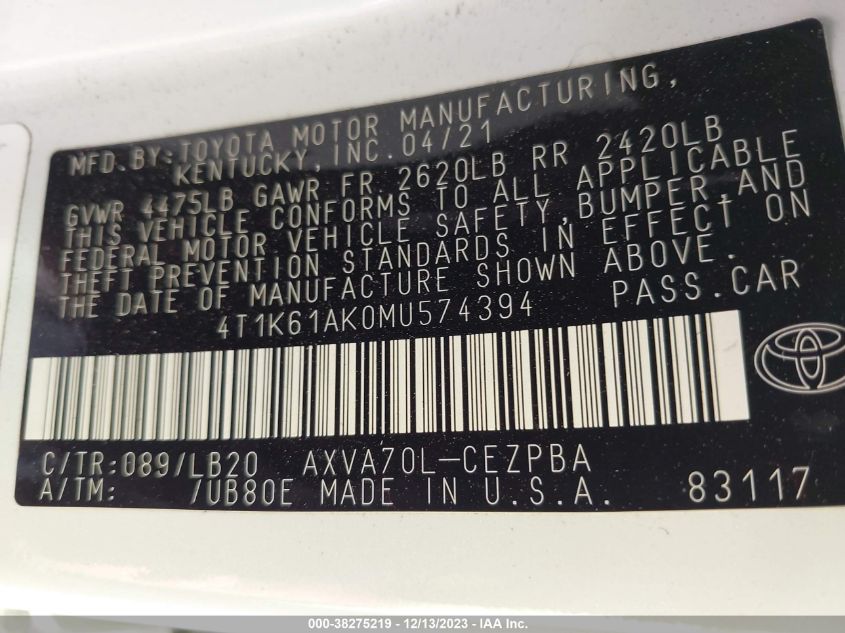 MFD. BY: TOYOTA MOTOR MANUFACTURING,
KENTUCKY, INC. 04/21
GVWR 4475LB GAWR FR 2620LB RR 2420LB
THIS VEHICLE CONFORMS TO ALL APPLICABLE
FEDERAL MOTOR VEHICLE SAFETY, BUMPER, AND
THEFT PREVENTION STANDARDS IN EFFECT ON
THE DATE OF MANUFACTURE SHOWN ABOVE.
4T1K61AK0MU574394 PASS. CAR
C/TR: 089/LB20 AXVA70L-CEZPBA
A/TM: /UB80E MADE IN U.S.A. 83117
000-38275219 - 12/13/2023 - IAA Inc.